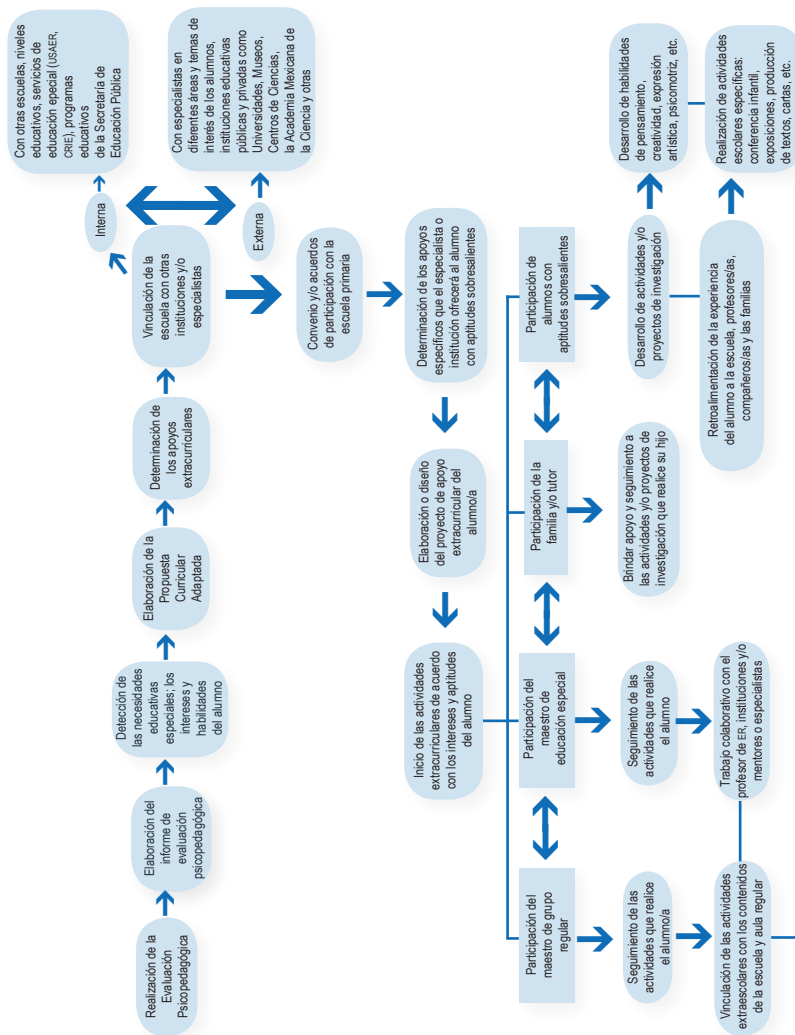 Realización de la
Evaluación
Psicopedagógica
Elaboración del
informe de
evaluación
psicopedagógica
Detección de
las necesidades
educativas
especiales; los
intereses y
habilidades
del alumno
Elaboración de la
Propuesta
Curricular
Adaptada
Determinación de
los apoyos
extracurriculares
Vinculación de la
escuela con otras
instituciones y/o
especialistas
Interna
Con otras escuelas, niveles
educativos, servicios de
educación epecial (USAER,
CRIE), programas
educativos
de la Secretaría de
Educación Pública
Externa
Con especialistas en
diferentes áreas y temas de
interés de los alumnos,
instituciones educativas
públicas y privadas como
Universidades, Museos,
Centros de Ciencias,
la Academia Mexicana de
la Ciencia y otras
Convenio y/o acuerdos
de participación con la
escuela primaria
Determinación de los apoyos
específicos que el especialista o
institución ofrecerá al alumno
con aptitudes sobresalientes
Elaboración o diseño
del proyecto de apoyo
extracurricular del
alumno/a
Inicio de las actividades
extracurriculares de acuerdo
con los intereses y aptitudes
del alumno
Participación del
maestro de grupo
regular
Participación del
maestro de
educación especial
Participación de la
familia y/o tutor
Participación de
alumnos con
aptitudes sobresalientes
Seguimiento de las
actividades que realice
el alumno/a
Seguimiento de las
actividades que realice
el alumno
Brindar apoyo y seguimiento a
las actividades y/o proyectos de
investigación que realice su hijo
Desarrollo de actividades y/o
proyectos de investigación
Desarrollo de habilidades
de pensamiento,
creatividad, expresión
artística, psicomotriz, etc.
Vinculación de las actividades
extraescolares con los contenidos
de la escuela y aula regular
Trabajo colaborativo con el
profesor de ER, instituciones y/o
mentores o especialistas
Retroalimentación de la experiencia
del alumno a la escuela, profesores/as,
compañeros/as y las familias
Realización de actividades
escolares específicas:
conferencia infantil,
exposiciones, producción
de textos, cartas, etc.